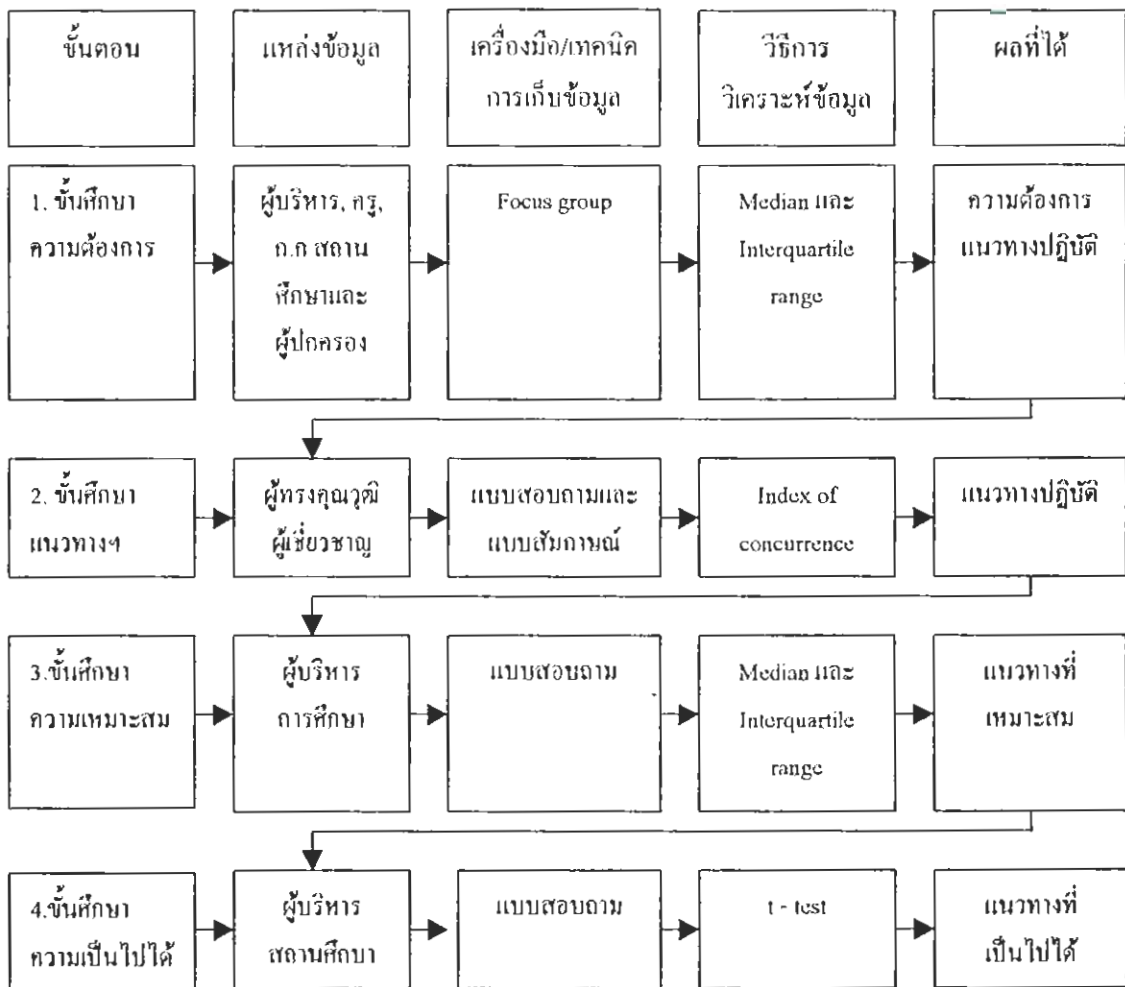 ขั้นตอน
แหล่งข้อมูล
เครื่องมือ/เทคนิค
การเก็บข้อมูล
วิธีการ
วิเคราะห์ข้อมูล
ผลที่ได้
1. ขั้นศึกษา
ความต้องการ
ผู้บริหาร, ครู,
ก.ก สถาน
ศึกษาและ
ผู้ปกครอง
Focus group
Median และ
Interquartile
range
ความต้องการ
แนวทางปฏิบัติ
2. ขั้นศึกษา
แนวทางฯ
ผู้ทรงคุณวุฒิ
ผู้เชี่ยวชาญ
แบบสอบถามและ
แบบสัมภาษณ์
Index of
concurrence
แนวทางปฏิบัติ
3.ขั้นศึกษา
ความเหมาะสม
ผู้บริหาร
การศึกษา
แบบสอบถาม
Median และ
Interquartile
range
แนวทางที่
เหมาะสม
4.ขั้นศึกษา
ความเป็นไปได้
ผู้บริหาร
สถานศึกษา
แบบสอบถาม
t - test
แนวทางที่
เป็นไปได้